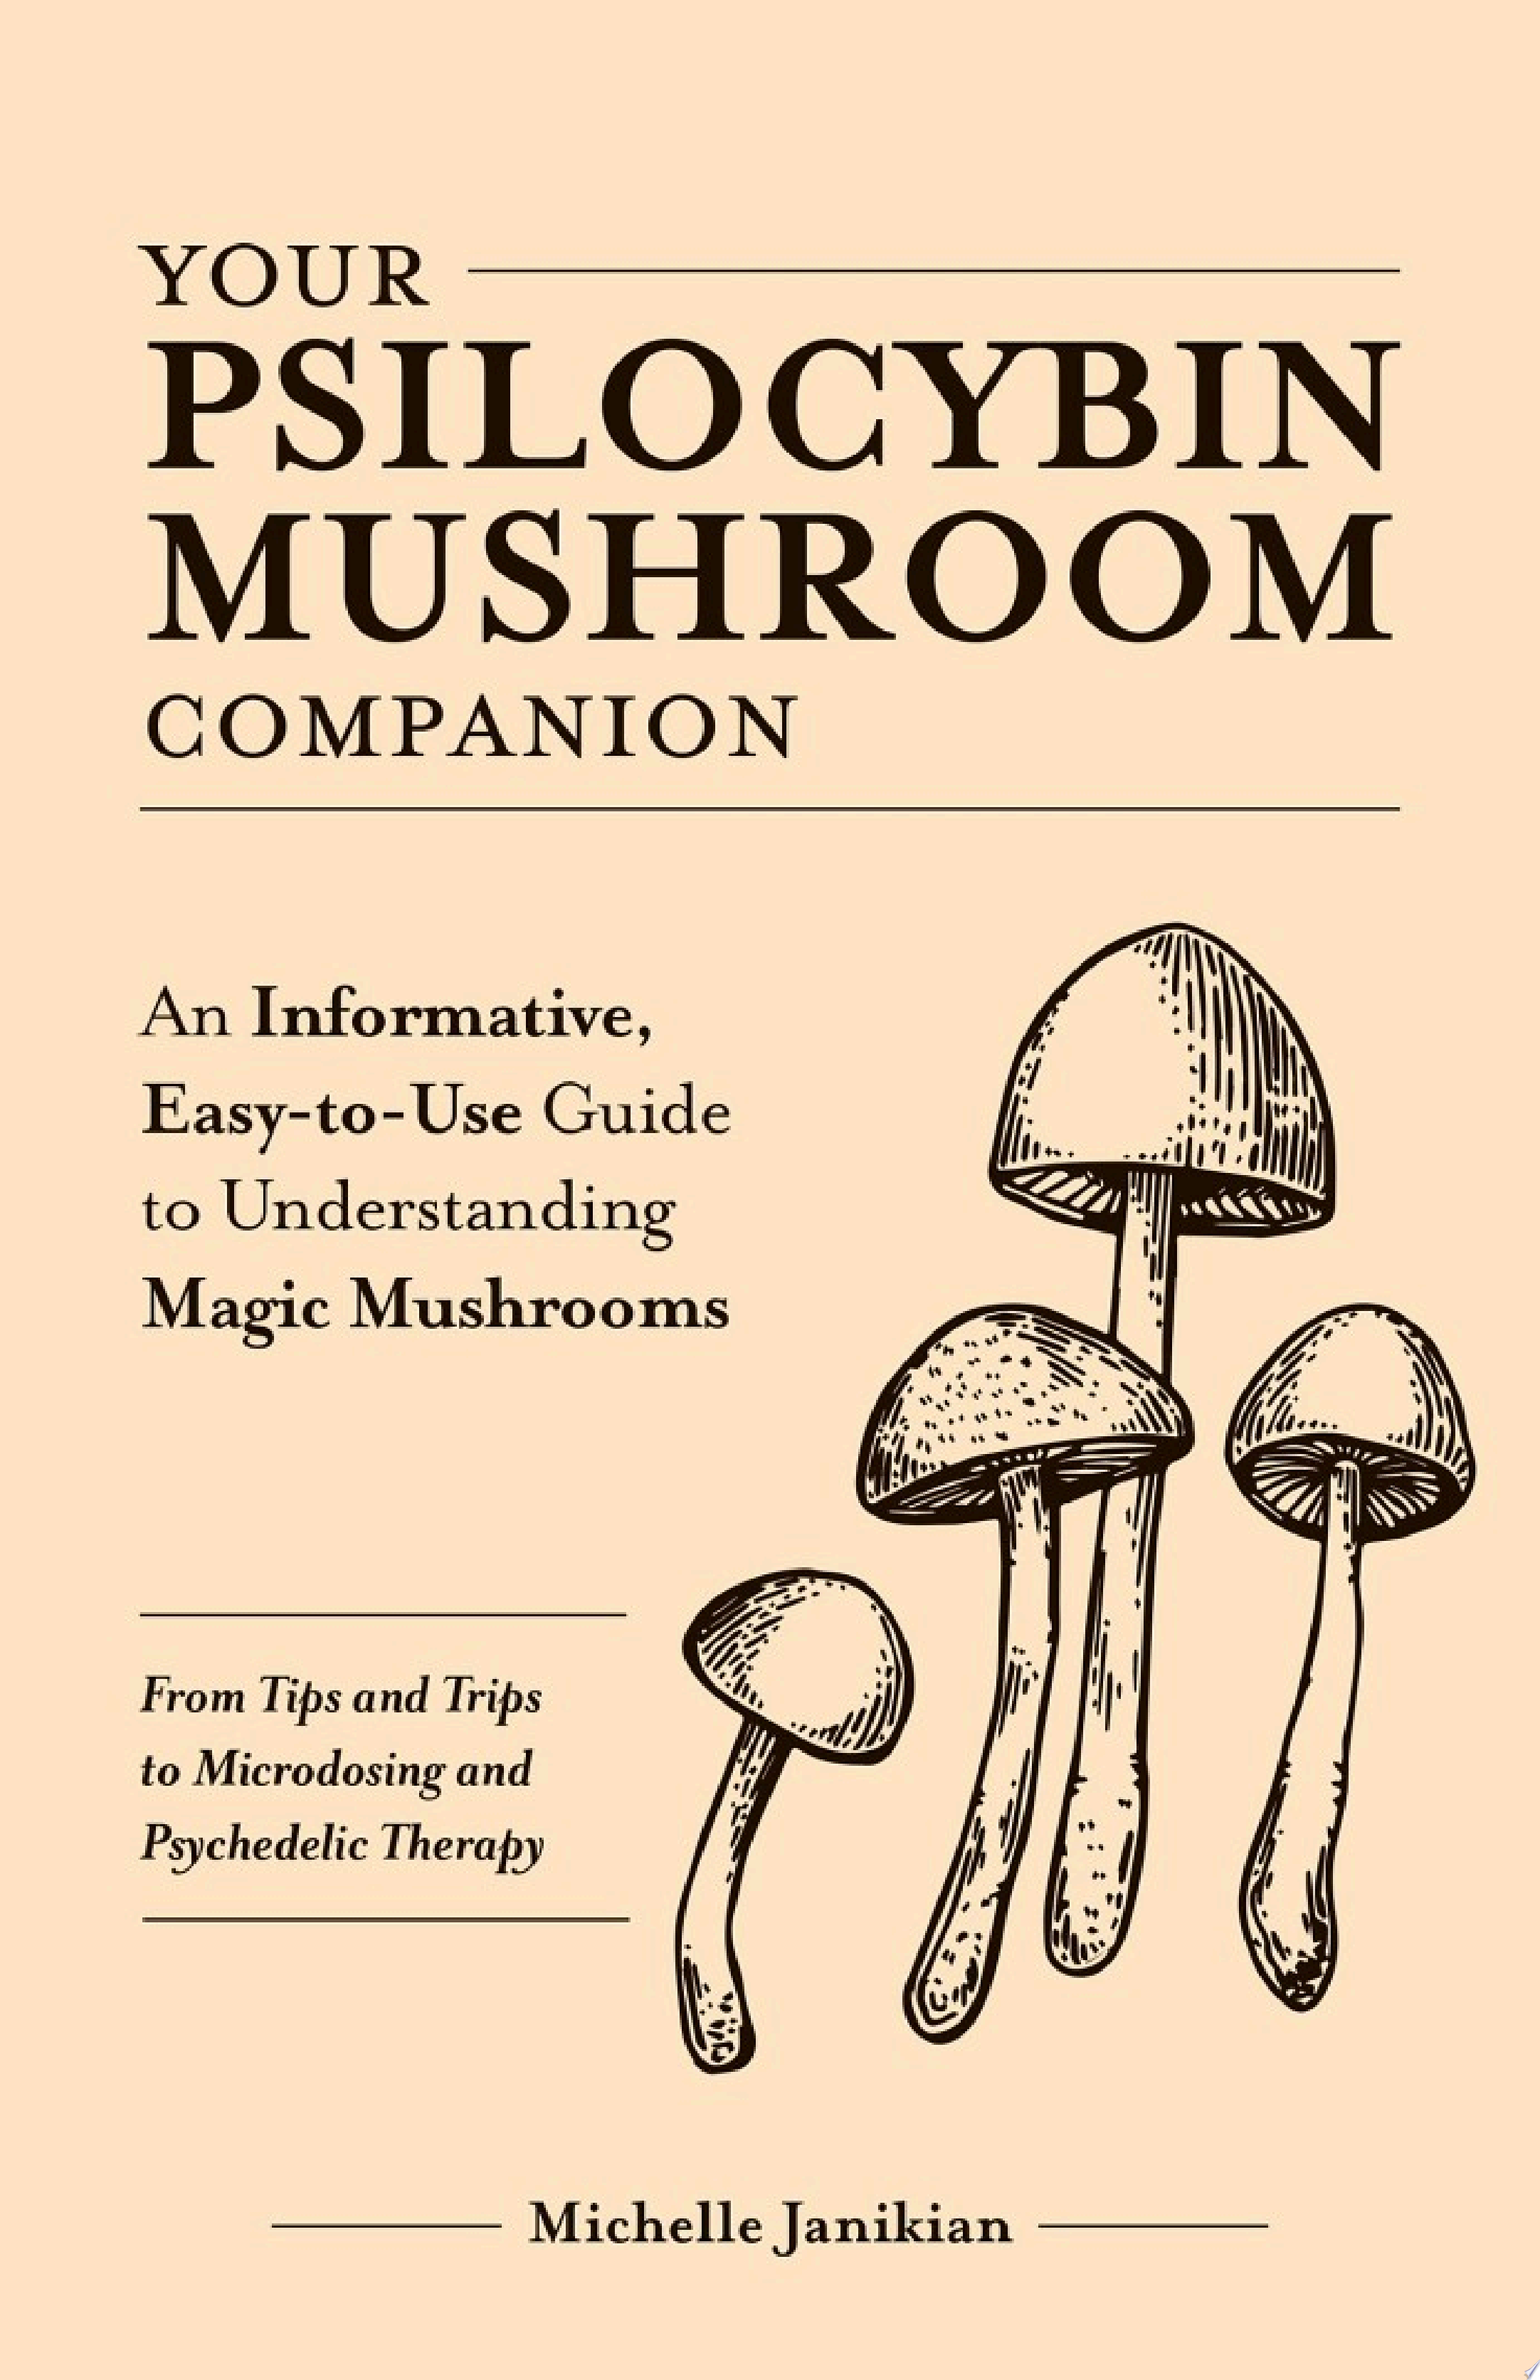 YOUR
PSILOCYBIN
MUSHROOM
COMPANION
An Informative,
Easy-to-Use Guide
to Understanding
Magic Mushrooms
From Tips and Trips
to Microdosing and
Psychedelic Therapy
Michelle Janikian